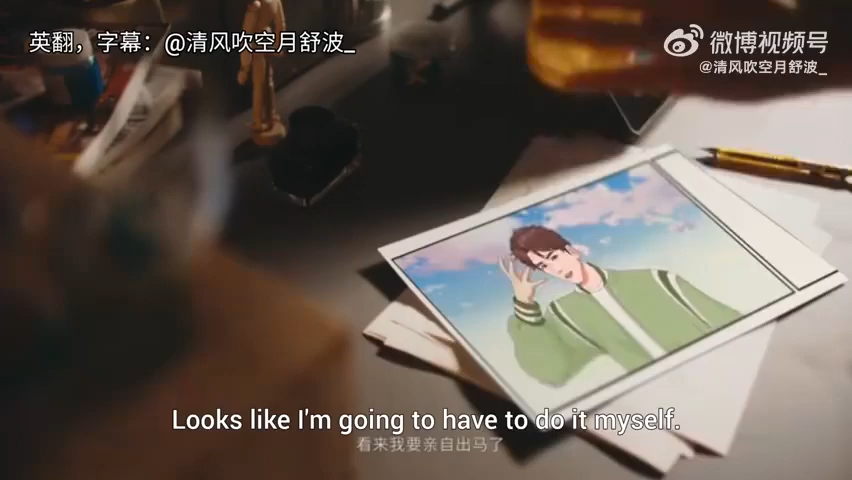 英翻，字幕：@清风吹空月舒波_
微博视频号
@清风吹空月舒波_
Looks like I'm going to have to do it myself.
看来我要亲自出马了